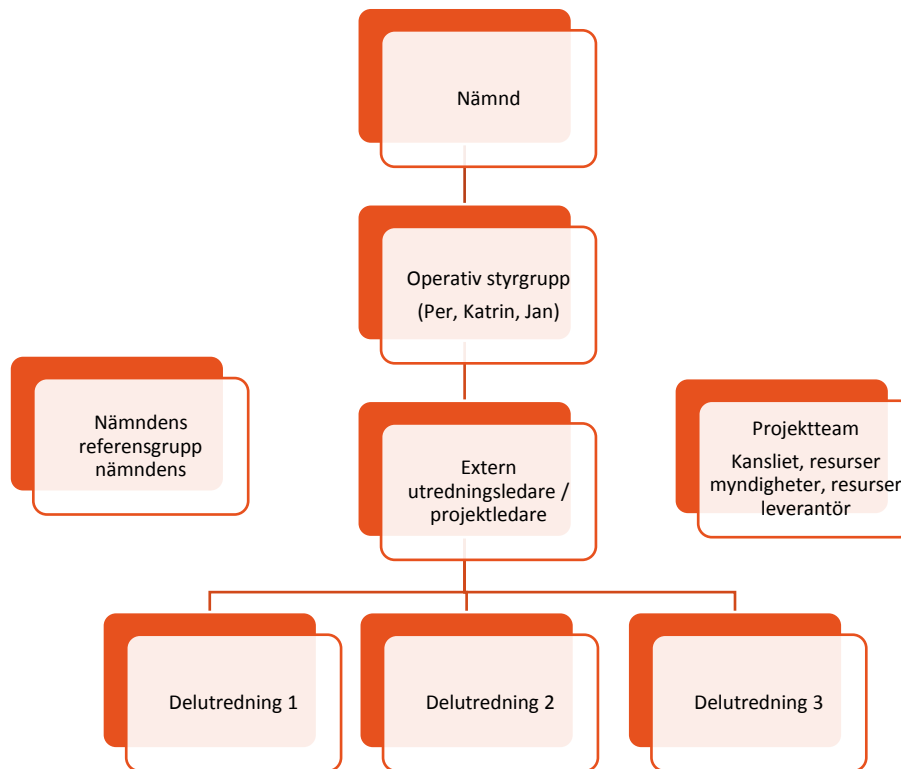 Nämnd
Operativ styrgrupp
(Per, Katrin, Jan)
Nämndens
referensgrupp
nämndens
Extern
utredningsledare /
projektledare
Projektteam
Kansliet, resurser
myndigheter, resurser
leverantör
Delutredning 1
Delutredning 2
Delutredning 3